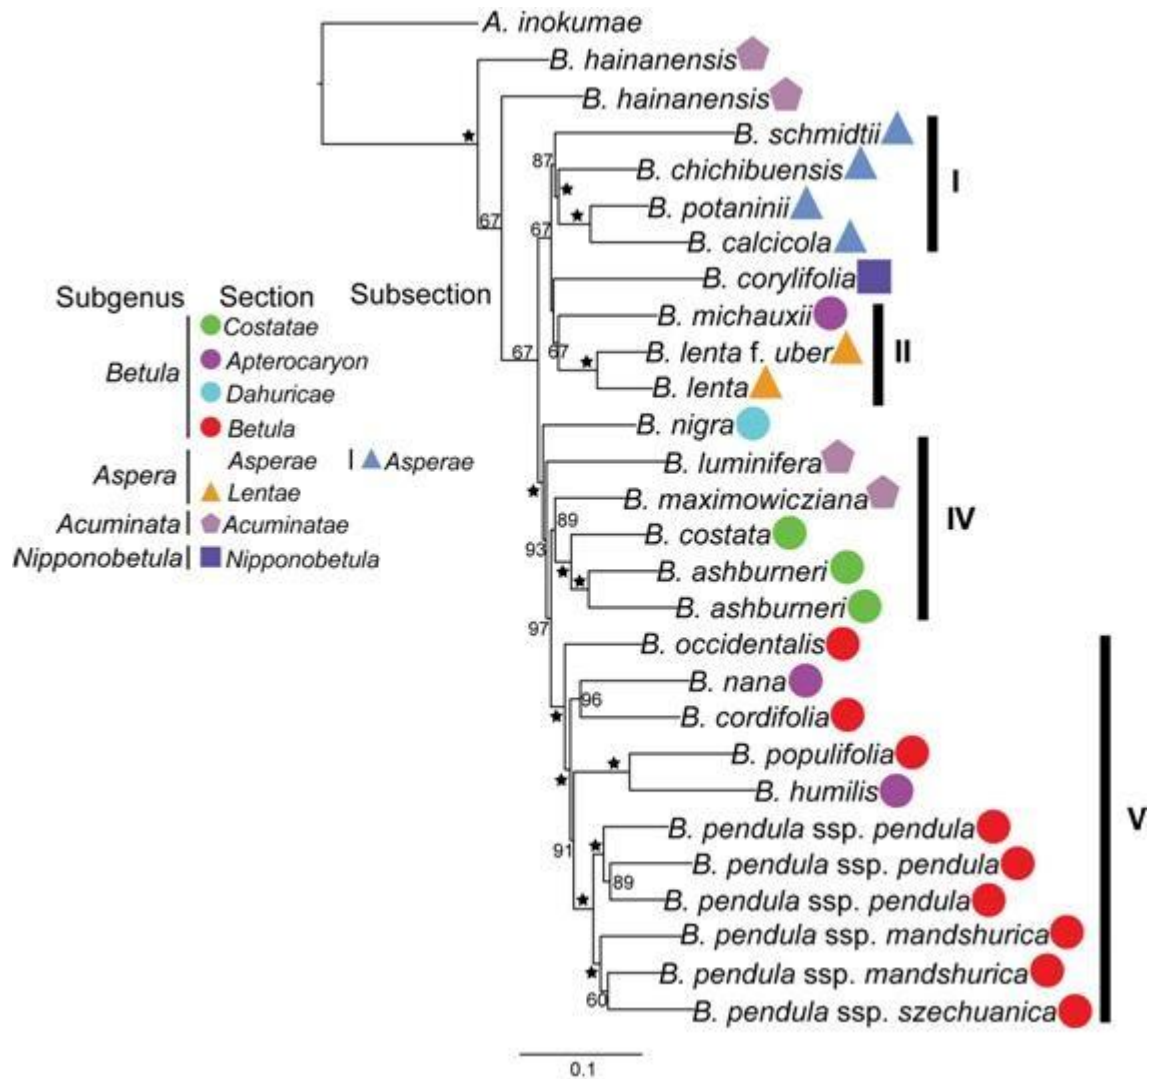 A. inokumae
B. hainanensis
B. hainanensis
B. schmidtii
87
B. chichibuensis
I
B. potaninii
67
67
B. calcicola
B. corylifolia
Subgenus Section Subsection
B. michauxii
Costatae
67
67
B. lenta f. uber
II
Betula
Apterocaryon
B. lenta
Dahuricae
B. nigra
Betula
B. luminifera
Aspera
Asperae
I Asperae
Lentae
B. maximowicziana
89
IV
Acuminata
Acuminatae
B. costata
93
Nipponobetula
Nipponobetula
B. ashburneri
B. ashburneri
97
B. occidentalis
B. nana
96
B. cordifolia
B. populifolia
B. humilis
V
B. pendula ssp. pendula
91
B. pendula ssp. pendula
89
B. pendula ssp. pendula
B. pendula ssp. mandshurica
B. pendula ssp. mandshurica
60
B. pendula ssp. szechuanica
0.1